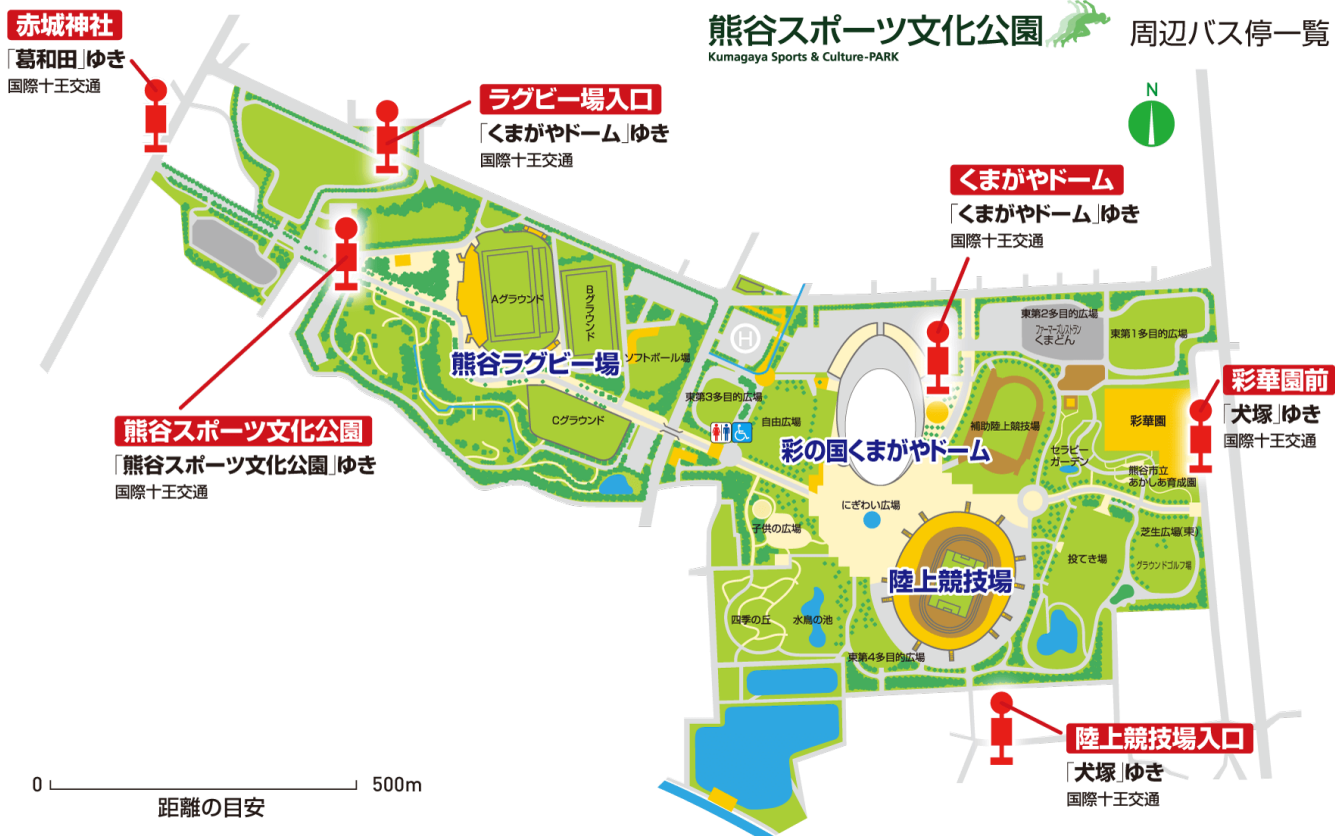 熊谷スポーツ文化公園
Kumagaya Sports & Culture-PARK
周辺バス停一覧
N
赤城神社
「葛和田」ゆき
国際十王交通
ラグビー場入口
「くまがやドーム」ゆき
国際十王交通
くまがやドーム
「くまがやドーム」ゆき
国際十王交通
彩華園前
「犬塚」ゆき
国際十王交通
熊谷スポーツ文化公園
「熊谷スポーツ文化公園」ゆき
国際十王交通
陸上競技場入口
「犬塚」ゆき
国際十王交通
Aグラウンド
Bグラウンド
ソフトボール場
熊谷ラグビー場
Cグラウンド
H
東第3多目的広場
自由広場
彩の国くまがやドーム
東第2多目的広場
ファーマーズレストラン
くまどん
東第1多目的広場
補助陸上競技場
彩華園
セラピー
ガーデン
熊谷市立
あかしあ育成園
にぎわい広場
子供の広場
陸上競技場
投てき場
芝生広場(東)
グラウンドゴルフ場
四季の丘
水鳥の池
東第4多目的広場
0
500m
距離の目安